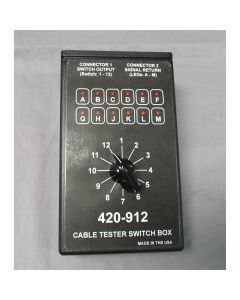 CONNECTOR 1 CONNECTOR 2
SWITCH OUTPUT SIGNAL RETURN
(Switch: 1 - 12) (LEDs: A - M)
A B C D E F
G H J K L M
12 1
11 2
10 3
9 4
8 5
7 6
420-912
CABLE TESTER SWITCH BOX
MADE IN THE USA